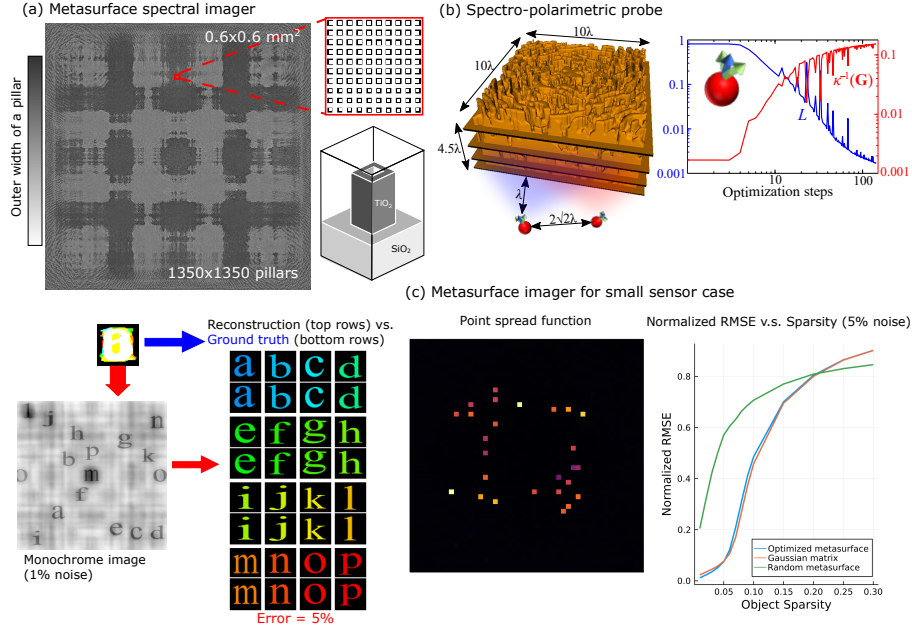 (a) Metasurface spectral imager
Outer width of a pillar
0.6x0.6 mm²
1350x1350 pillars
TiO₂
SiO₂
(b) Spectro-polarimetric probe
10λ
10λ
4.5λ
λ
2√2λ
1
0.1
0.01
0.001
L
κ⁻¹(G)
0.1
0.01
0.001
10
100
Optimization steps
Reconstruction (top rows) vs.
Ground truth (bottom rows)
a
i j h g n
b p k
o m o
f
a
i e c d
Monochrome image
(1% noise)
a b c d
a b c d
e f g h
e f g h
i j k l
i j k l
m n o p
m n o p
Error = 5%
(c) Metasurface imager for small sensor case
Point spread function
Normalized RMSE v.s. Sparsity (5% noise)
Normalized RMSE
0.8
0.6
0.4
0.2
0.0
Optimized metasurface
Gaussian matrix
Random metasurface
0.05 0.10 0.15 0.20 0.25 0.30
Object Sparsity